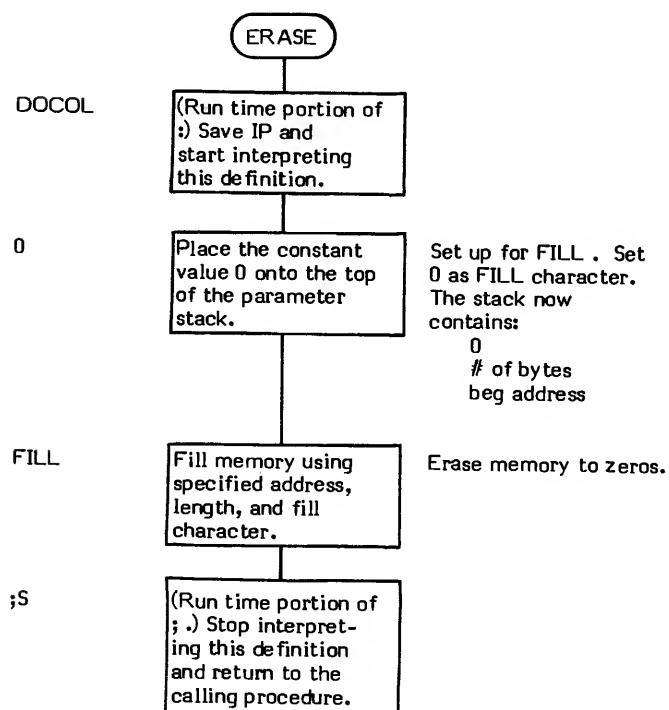 ERASE
DOCOL
(Run time portion of
:) Save IP and
start interpreting
this definition.
0
Place the constant
value 0 onto the top
of the parameter
stack.
Set up for FILL . Set
0 as FILL character.
The stack now
contains:
0
# of bytes
beg address
FILL
Fill memory using
specified address,
length, and fill
character.
Erase memory to zeros.
;S
(Run time portion of
; .) Stop interpret-
ing this definition
and return to the
calling procedure.